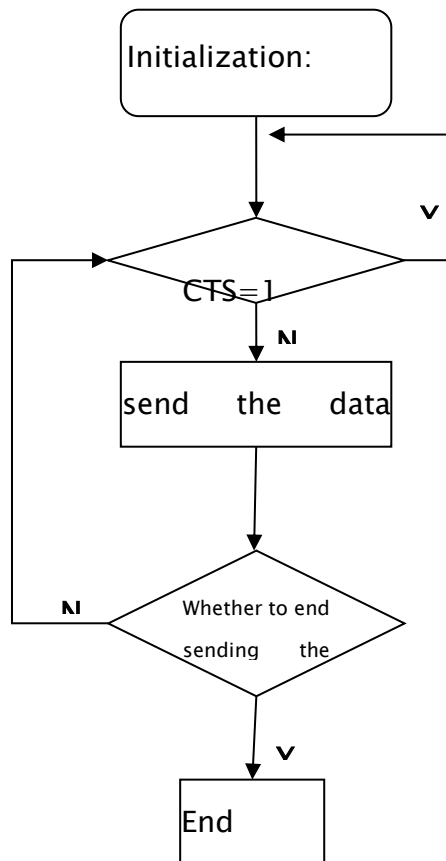 Initialization:
Y
CTS=1
N
send the data
Whether to end
N
sending the
Y
End